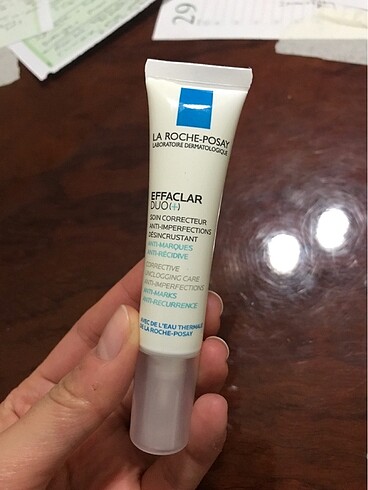 29
LA ROCHE-POSAY
LABORATOIRE DERMATOLOGIQUE
EFFACLAR
DUO(+)
SOIN CORRECTEUR
ANTI-IMPERFECTIONS
DÉSINCRUSTANT
ANTI-MARQUES
ANTI-RÉCIDIVE
CORRECTIVE
UNCLOGGING CARE
ANTI-IMPERFECTIONS
ANTI-MARKS
ANTI-RECURRENCE
AVEC DE L'EAU THERMALE
DE LA ROCHE-POSAY